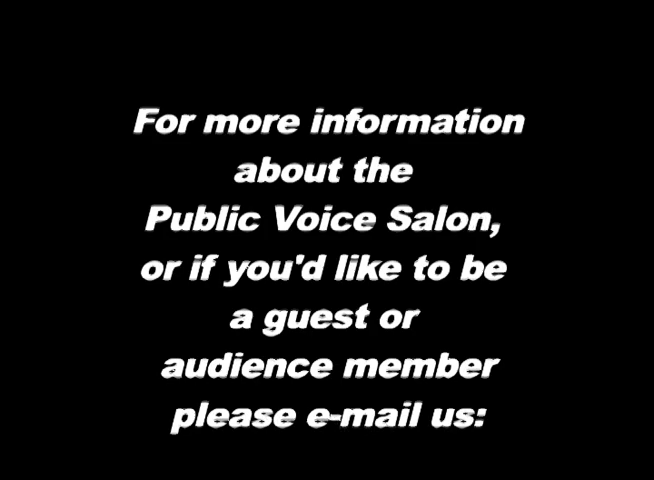 For more information
about the
Public Voice Salon,
or if you'd like to be
a guest or
audience member
please e-mail us: